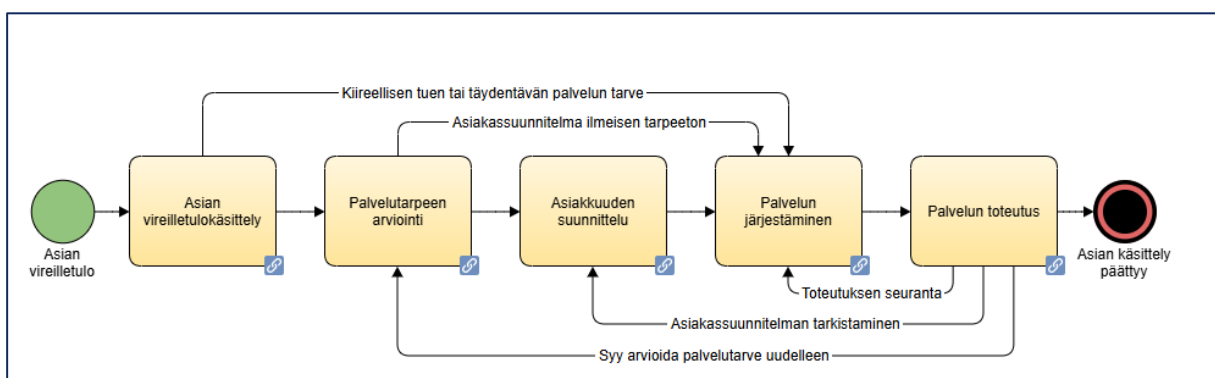 Kiireellisen tuen tai täydentävän palvelun tarve
Asiakassuunnitelma ilmeisen tarpeeton
Asian
vireilletulo
Asian
vireilletulokäsittely
Palvelutarpeen
arviointi
Asiakkuuden
suunnittelu
Palvelun
järjestäminen
Palvelun toteutus
Asian käsittely
päättyy
Toteutuksen seuranta
Asiakassuunnitelman tarkistaminen
Syy arvioida palvelutarve uudelleen